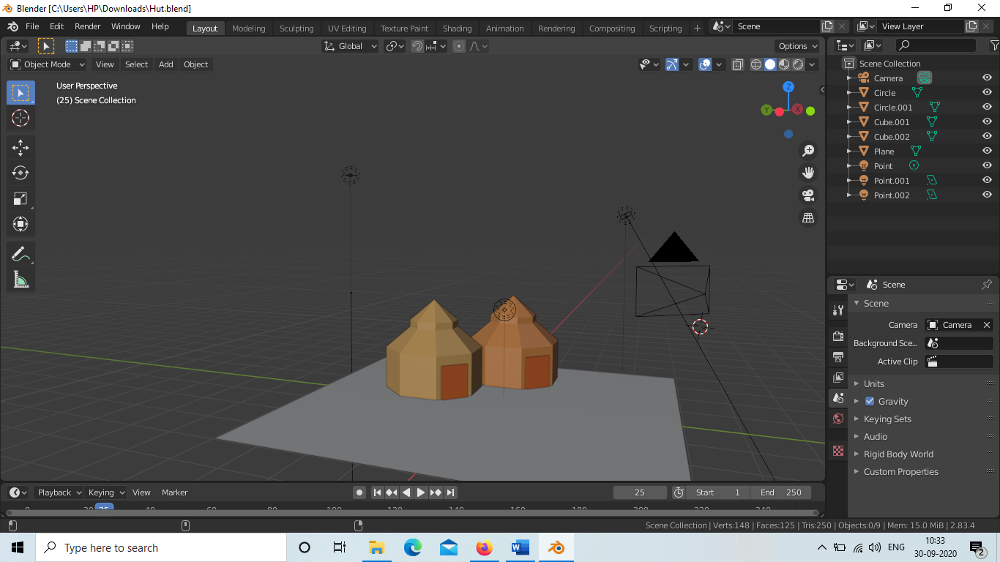 Blender [C:\Users\HP\Downloads\Hut.blend]
File Edit Render Window Help Layout Modeling Sculpting UV Editing Texture Paint Shading Animation Rendering Compositing Scripting + Scene View Layer
Global Options
Object Mode View Select Add Object
User Perspective
(25) Scene Collection
Z
Y X
Scene Collection
Camera
Circle
Circle.001
Cube.001
Cube.002
Plane
Point
Point.001
Point.002
Scene
Scene
Camera Camera
Background Sce...
Active Clip
Units
Gravity
Keying Sets
Audio
Rigid Body World
Custom Properties
Playback Keying View Marker 25 Start 1 End 250
0 20 25 40 60 80 100 120 140 160 180 200 220 240
Scene Collection | Verts:148 | Faces:125 | Tris:250 | Objects:0/9 | Mem: 15.0 MiB | 2.83.4
Type here to search ENG 10:33
30-09-2020 2